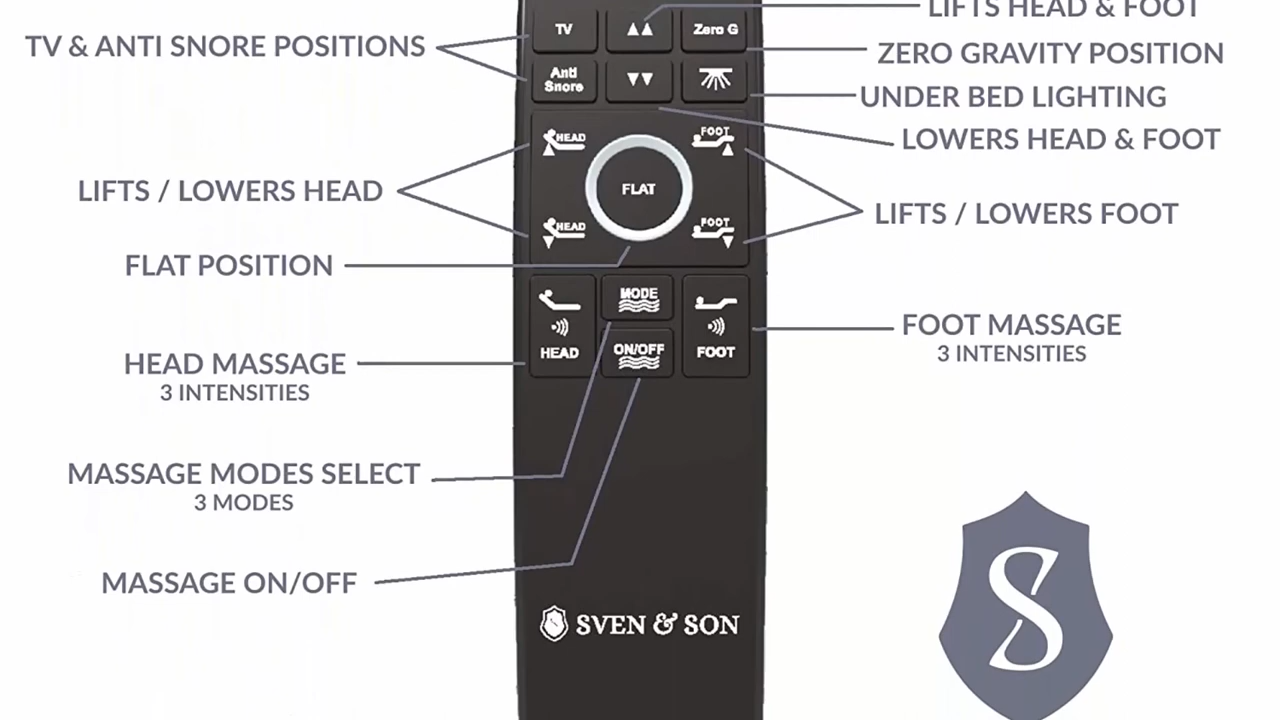 LIFTS HEAD & FOOT
TV & ANTI SNORE POSITIONS
TV
Zero G
ZERO GRAVITY POSITION
Anti
Snore
UNDER BED LIGHTING
LOWERS HEAD & FOOT
HEAD
FOOT
LIFTS / LOWERS HEAD
FLAT
LIFTS / LOWERS FOOT
HEAD
FOOT
FLAT POSITION
MODE
FOOT MASSAGE
3 INTENSITIES
HEAD
ON/OFF
FOOT
HEAD MASSAGE
3 INTENSITIES
MASSAGE MODES SELECT
3 MODES
MASSAGE ON/OFF
SVEN & SON
S